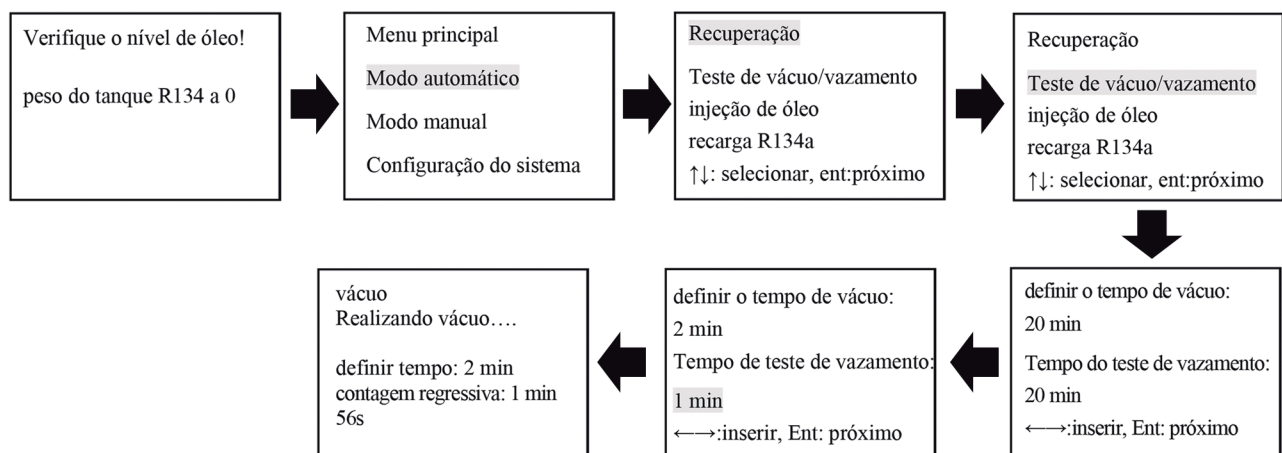 Verifique o nível de óleo!
peso do tanque R134 a 0
Menu principal
Modo automático
Modo manual
Configuração do sistema
Recuperação
Teste de vácuo/vazamento
injeção de óleo
recarga R134a
↑↓: selecionar, ent:próximo
Recuperação
Teste de vácuo/vazamento
injeção de óleo
recarga R134a
↑↓: selecionar, ent:próximo
definir o tempo de vácuo:
20 min
Tempo do teste de vazamento:
20 min
←→:inserir, Ent: próximo
definir o tempo de vácuo:
2 min
Tempo de teste de vazamento:
1 min
←→:inserir, Ent: próximo
vácuo
Realizando vácuo….
definir tempo: 2 min
contagem regressiva: 1 min
56s